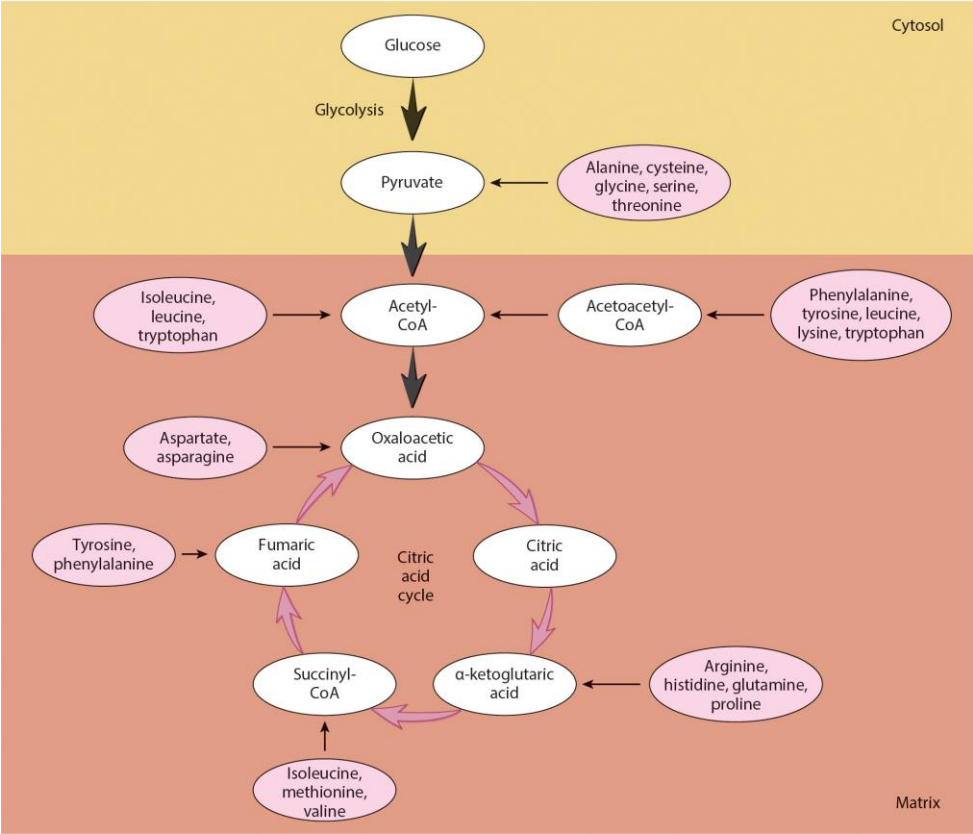 Cytosol
Glucose
Glycolysis
Pyruvate
Alanine, cysteine,
glycine, serine,
threonine
Isoleucine,
leucine,
tryptophan
Acetyl-
CoA
Acetoacetyl-
CoA
Phenylalanine,
tyrosine, leucine,
lysine, tryptophan
Aspartate,
asparagine
Oxaloacetic
acid
Tyrosine,
phenylalanine
Fumaric
acid
Citric
acid
cycle
Citric
acid
Succinyl-
CoA
α-ketoglutaric
acid
Arginine,
histidine, glutamine,
proline
Isoleucine,
methionine,
valine
Matrix